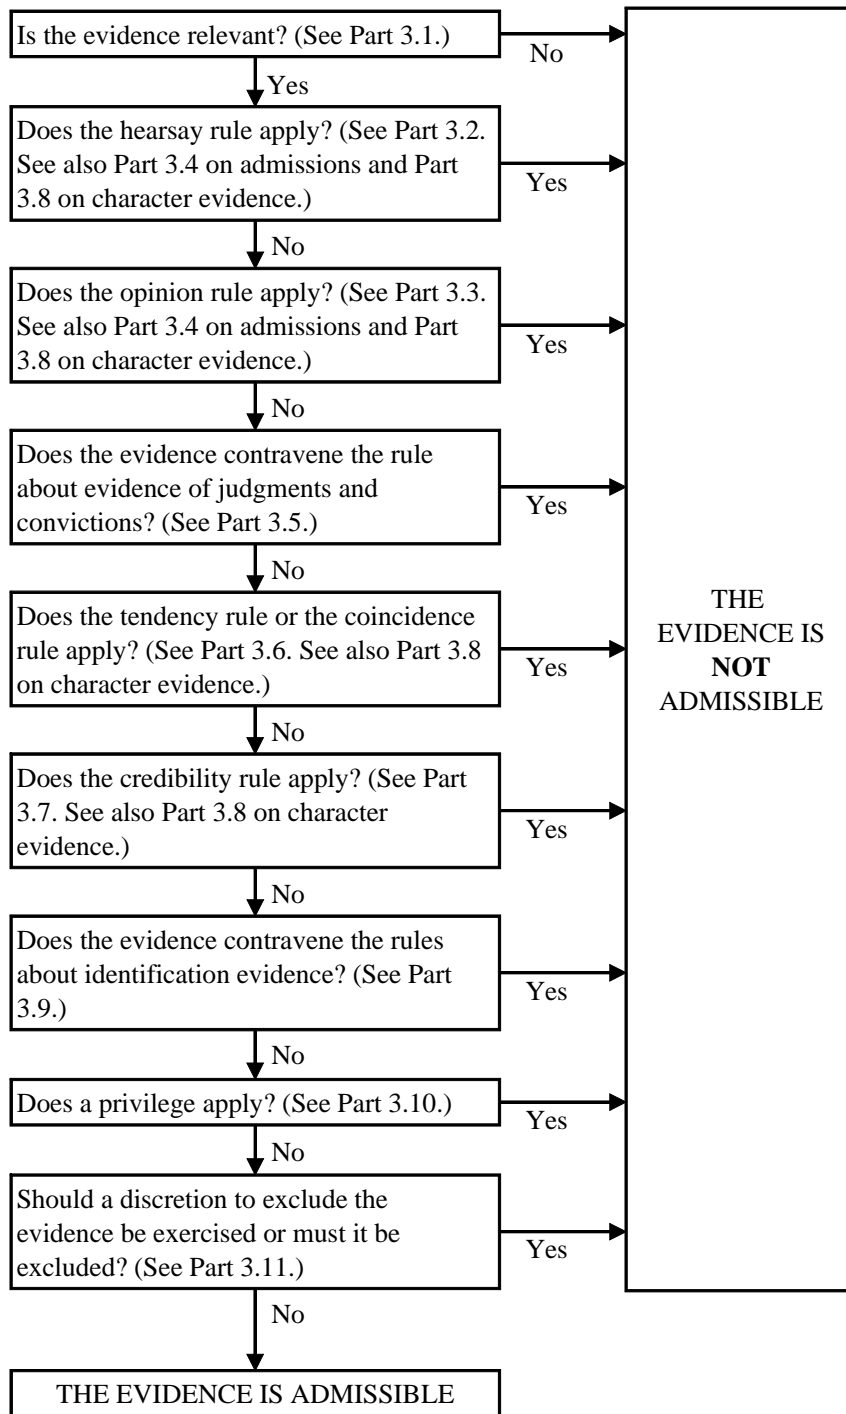 Is the evidence relevant? (See Part 3.1.)
No
Yes
Does the hearsay rule apply? (See Part 3.2.
See also Part 3.4 on admissions and Part
3.8 on character evidence.)
Yes
No
Does the opinion rule apply? (See Part 3.3.
See also Part 3.4 on admissions and Part
3.8 on character evidence.)
Yes
No
Does the evidence contravene the rule
about evidence of judgments and
convictions? (See Part 3.5.)
Yes
No
Does the tendency rule or the coincidence
rule apply? (See Part 3.6. See also Part 3.8
on character evidence.)
Yes
No
Does the credibility rule apply? (See Part
3.7. See also Part 3.8 on character
evidence.)
Yes
No
Does the evidence contravene the rules
about identification evidence? (See Part
3.9.)
Yes
No
Does a privilege apply? (See Part 3.10.)
Yes
No
Should a discretion to exclude the
evidence be exercised or must it be
excluded? (See Part 3.11.)
Yes
No
THE EVIDENCE IS ADMISSIBLE
THE
EVIDENCE IS
NOT
ADMISSIBLE